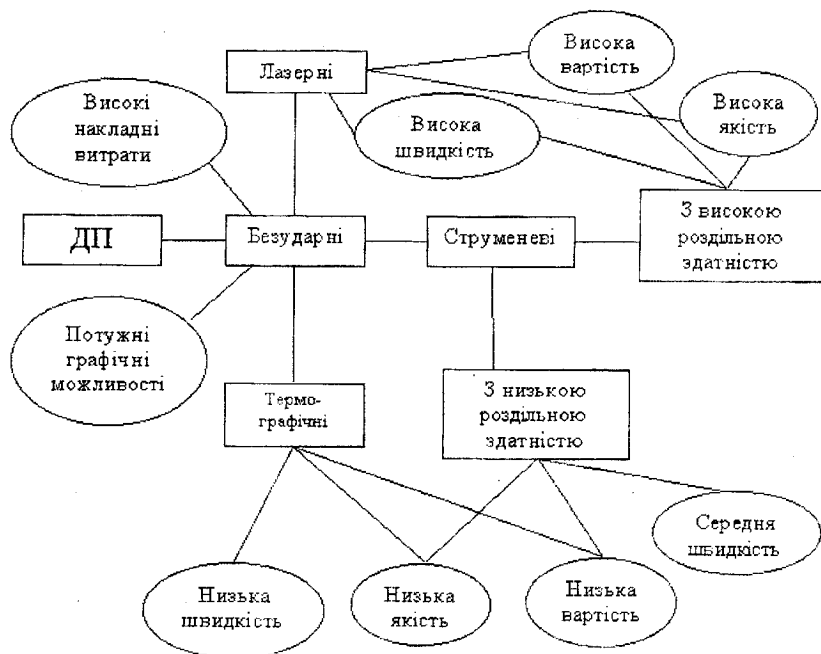 Висока
вартість
Лазерні
Високі
накладні
витрати
Висока
якість
Висока
швидкість
З високою
роздільною
здатністю
ДП
Безударні
Струменеві
Потужні
графічні
можливості
Термо-
графічні
З низькою
роздільною
здатністю
Середня
швидкість
Низька
швидкість
Низька
якість
Низька
вартість